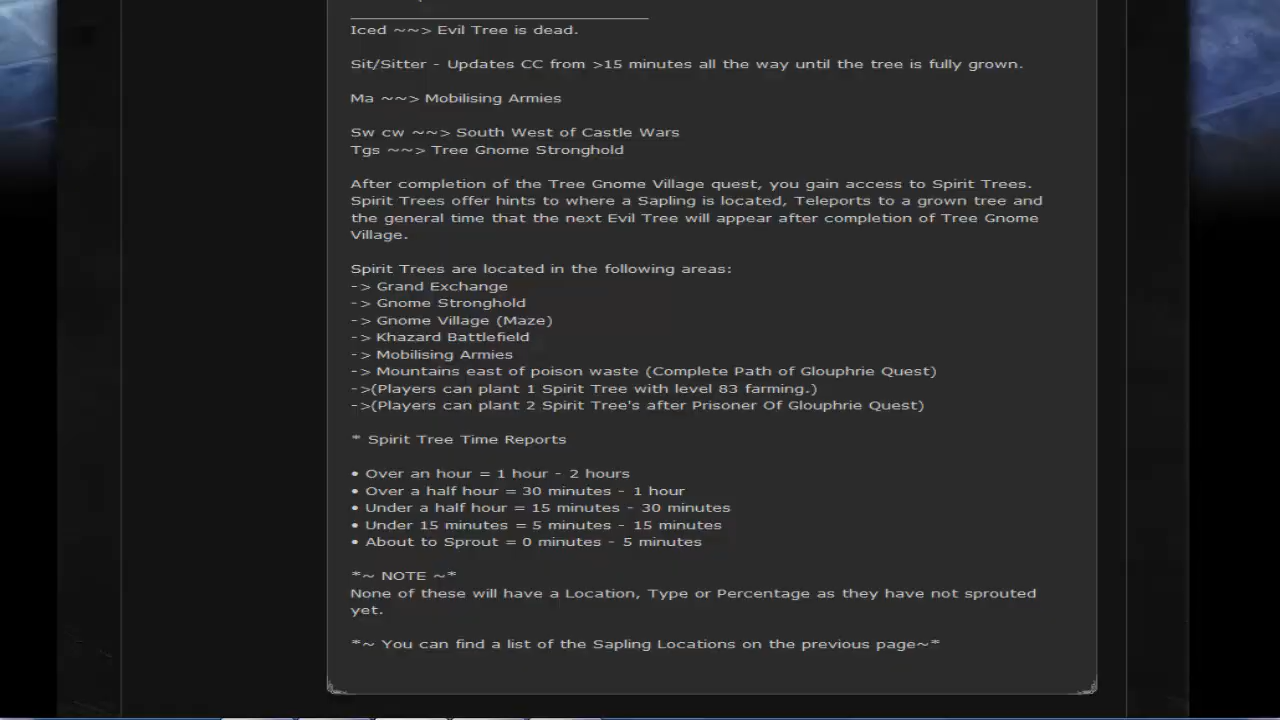 Iced ~~> Evil Tree is dead.
Sit/Sitter - Updates CC from >15 minutes all the way until the tree is fully grown.
Ma ~~> Mobilising Armies
Sw cw ~~> South West of Castle Wars
Tgs ~~> Tree Gnome Stronghold
After completion of the Tree Gnome Village quest, you gain access to Spirit Trees.
Spirit Trees offer hints to where a Sapling is located, Teleports to a grown tree and
the general time that the next Evil Tree will appear after completion of Tree Gnome
Village.
Spirit Trees are located in the following areas:
-> Grand Exchange
-> Gnome Stronghold
-> Gnome Village (Maze)
-> Khazard Battlefield
-> Mobilising Armies
-> Mountains east of poison waste (Complete Path of Glouphrie Quest)
->(Players can plant 1 Spirit Tree with level 83 farming.)
->(Players can plant 2 Spirit Tree's after Prisoner Of Glouphrie Quest)
* Spirit Tree Time Reports
• Over an hour = 1 hour - 2 hours
• Over a half hour = 30 minutes - 1 hour
• Under a half hour = 15 minutes - 30 minutes
• Under 15 minutes = 5 minutes - 15 minutes
• About to Sprout = 0 minutes - 5 minutes
*~ NOTE ~*
None of these will have a Location, Type or Percentage as they have not sprouted
yet.
*~ You can find a list of the Sapling Locations on the previous page~*